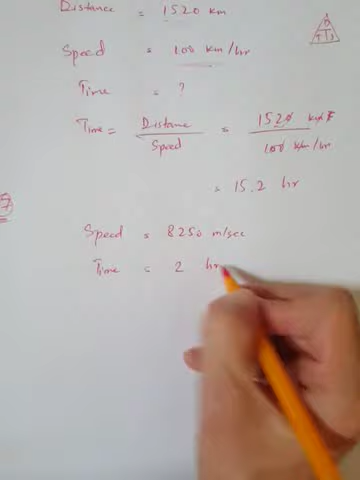 Distance = 1520 km
Speed = 100 km/hr
Time = ?
Time = Distance / Speed = 1520 km / 100 km/hr
= 15.2 hr
Speed = 8250 m/sec
Time = 2 hr